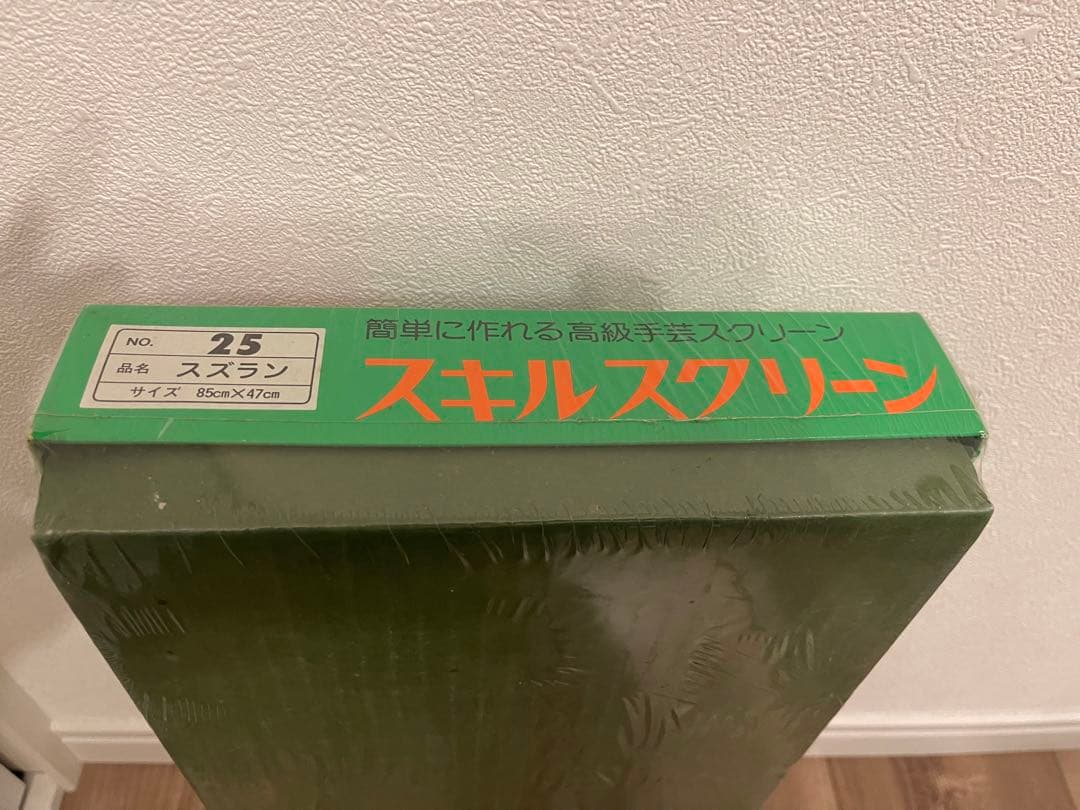 NO. 25
品名 スズラン
サイズ 85cm×47cm
簡単に作れる高級手芸スクリーン
スキルスクリーン